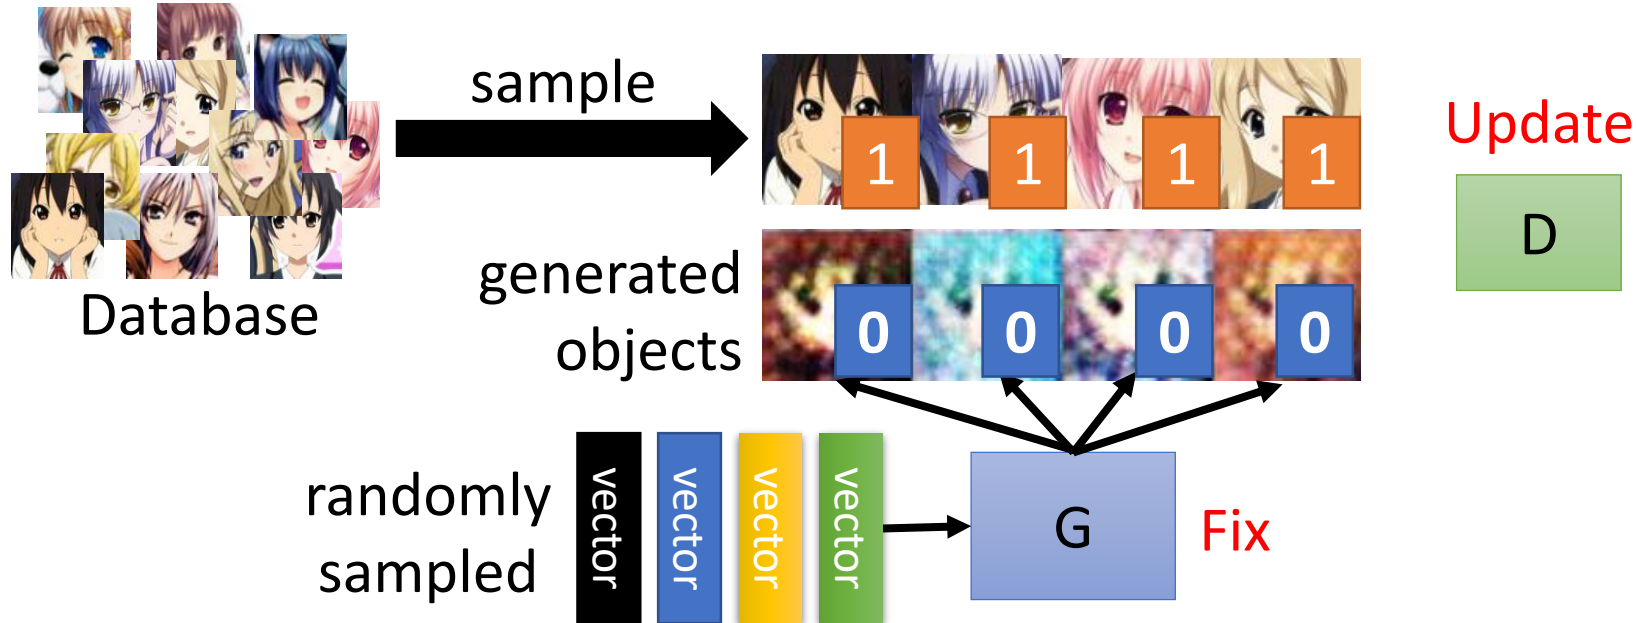 sample
1 1 1 1
Update
D
Database
generated
objects
0 0 0 0
randomly
sampled
vector
vector
vector
vector
G
Fix